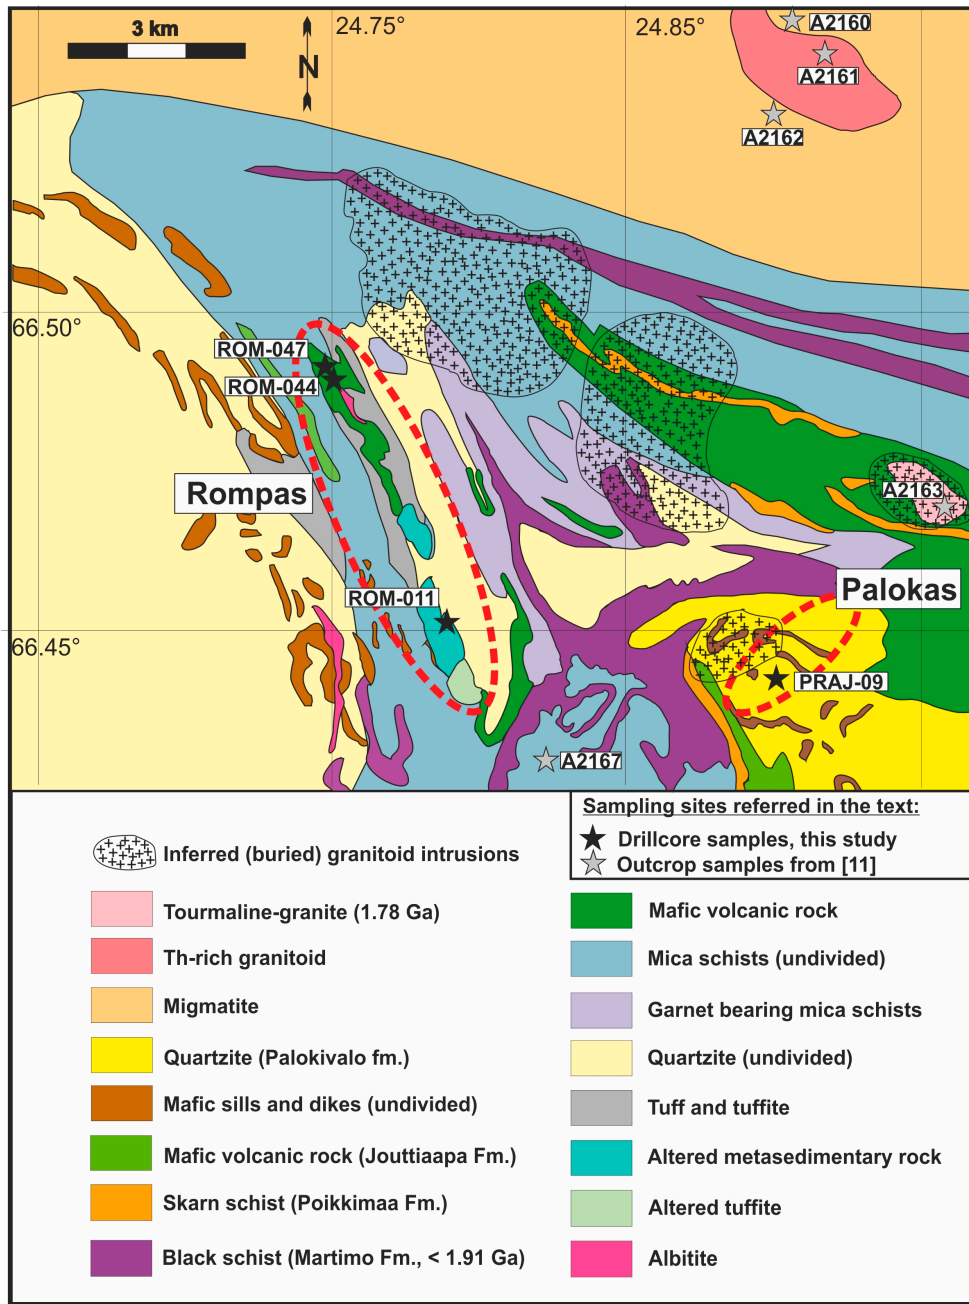 3 km
N
24.75°
24.85°
A2160
A2161
A2162
66.50°
ROM-047
ROM-044
Rompas
A2163
ROM-011
Palokas
66.45°
PRAJ-09
A2167
Sampling sites referred in the text:
Drillcore samples, this study
Outcrop samples from [11]
Inferred (buried) granitoid intrusions
Tourmaline-granite (1.78 Ga)
Th-rich granitoid
Migmatite
Quartzite (Palokivalo fm.)
Mafic sills and dikes (undivided)
Mafic volcanic rock (Jouttiaapa Fm.)
Skarn schist (Poikkimaa Fm.)
Black schist (Martimo Fm., < 1.91 Ga)
Mafic volcanic rock
Mica schists (undivided)
Garnet bearing mica schists
Quartzite (undivided)
Tuff and tuffite
Altered metasedimentary rock
Altered tuffite
Albitite